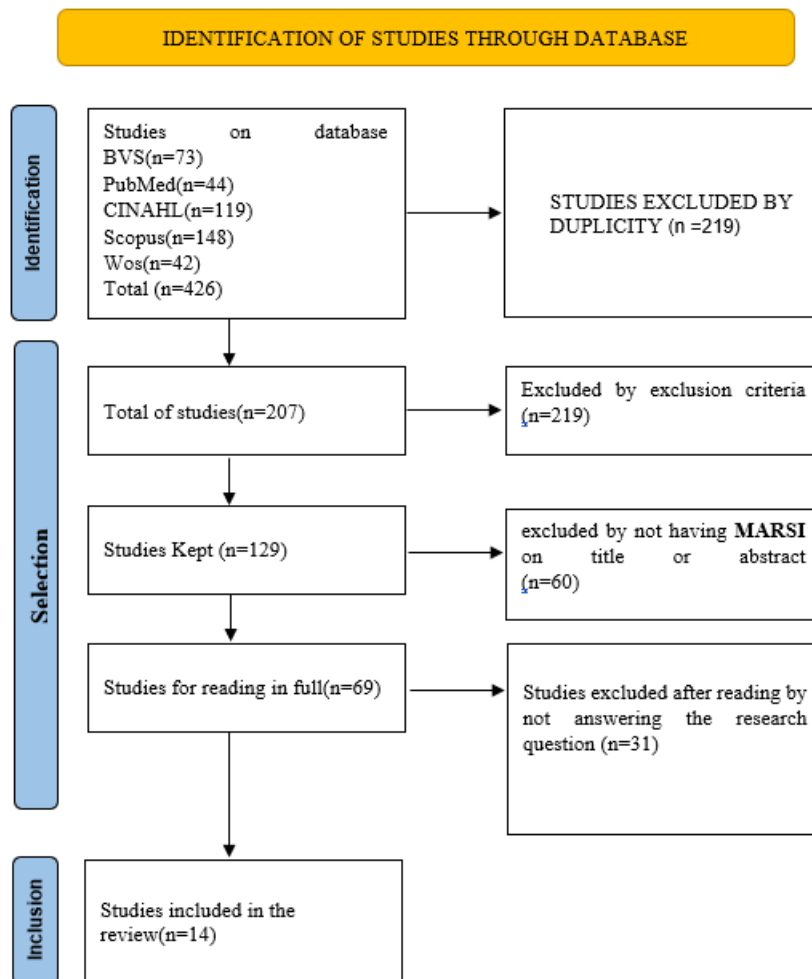 IDENTIFICATION OF STUDIES THROUGH DATABASE
Identification
Studies on database
BVS(n=73)
PubMed(n=44)
CINAHL(n=119)
Scopus(n=148)
Wos(n=42)
Total (n=426)
STUDIES EXCLUDED BY
DUPLICITY (n =219)
Selection
Total of studies(n=207)
Excluded by exclusion criteria
(n=219)
Studies Kept (n=129)
excluded by not having MARSI
on title or abstract
(n=60)
Studies for reading in full(n=69)
Studies excluded after reading by
not answering the research
question (n=31)
Inclusion
Studies included in the
review(n=14)